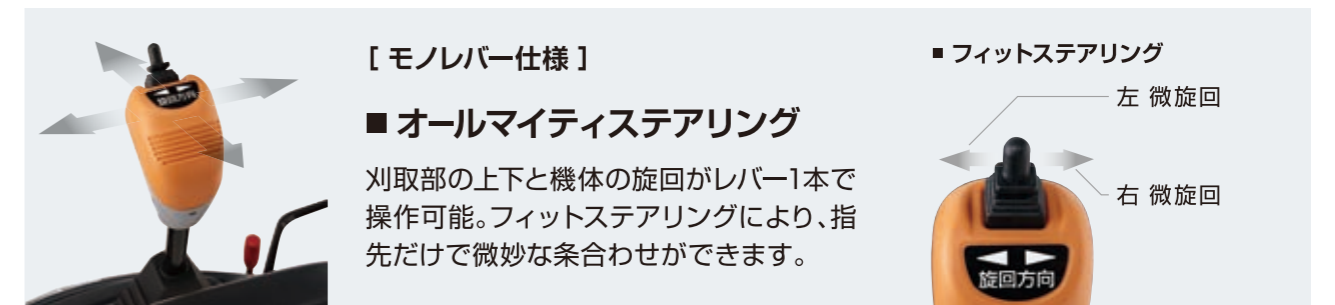 旋回方向
[ モノレバー仕様 ]
■ オールマイティステアリング
刈取部の上下と機体の旋回がレバー1本で
操作可能。フィットステアリングにより、指
先だけで微妙な条合わせができます。
■ フィットステアリング
左 微旋回
右 微旋回
旋回方向